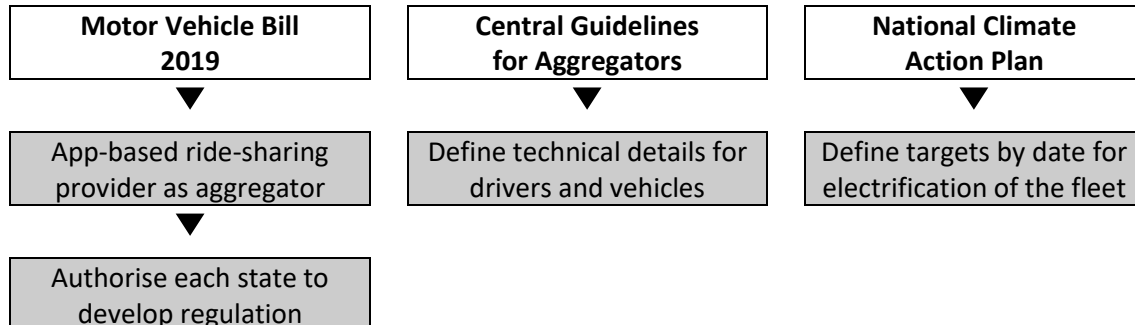 Motor Vehicle Bill
2019
App-based ride-sharing
provider as aggregator
Authorise each state to
develop regulation
Central Guidelines
for Aggregators
Define technical details for
drivers and vehicles
National Climate
Action Plan
Define targets by date for
electrification of the fleet